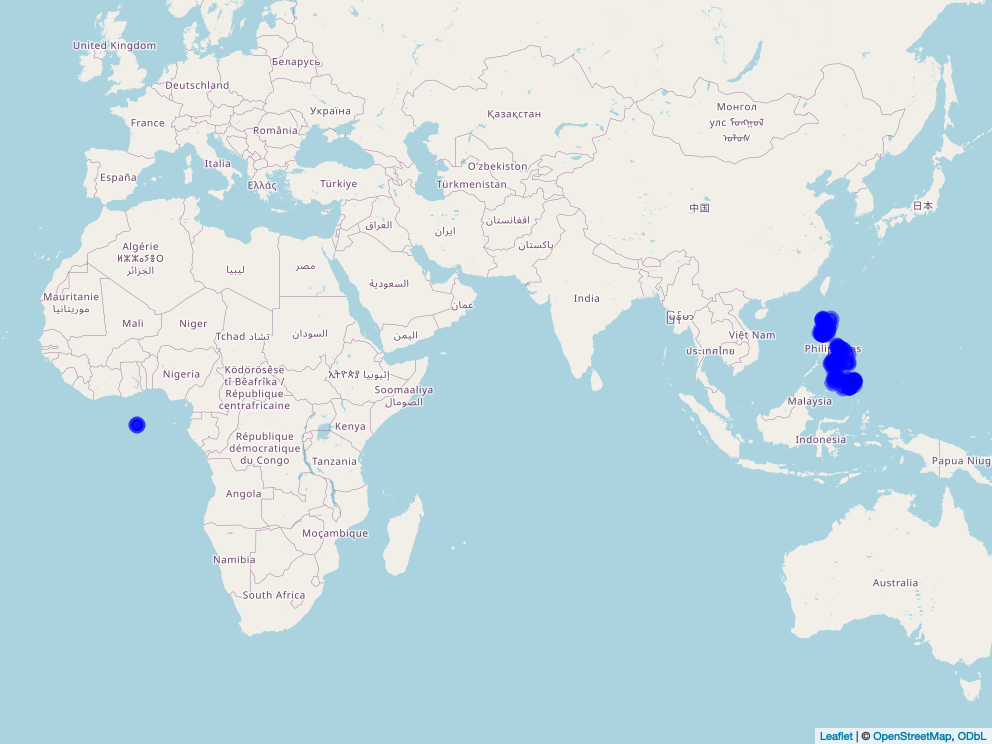 United Kingdom
Беларусь
Deutschland
Україна
France
România
Қазақстан
Монгол
улс
Italia
España
Ελλάς
Türkiye
Oʻzbekiston
Türkmenistan
中国
日本
العراق
ایران
افغانستان
پاکستان
Algérie
ⵍⵣⵣⴰⵢⴻⵔ
الجزائر
ليبيا
مصر
السعودية
عمان
India
Mauritanie
موريتانيا
Mali
Niger
Tchad تشاد
السودان
اليمن
မြန်မာ
Việt Nam
ประเทศไทย
Nigeria
Ködörösêse
tî Bêafrîka /
République
centrafricaine
ኢትዮጵያ إثيوبيا
Soomaaliya
الصومال
Malaysia
Kenya
République
démocratique
du Congo
Tanzania
Indonesia
Papua Niug
Angola
Moçambique
Namibia
South Africa
Australia
Leaflet | © OpenStreetMap, ODbL